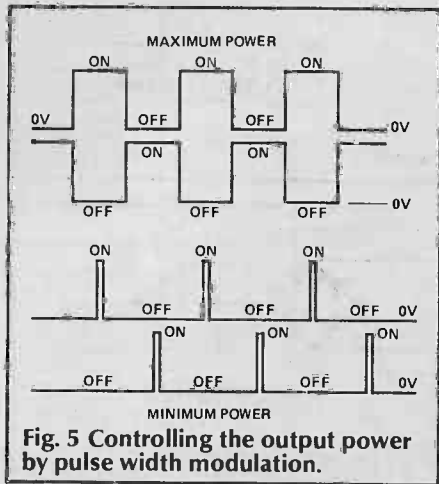 MAXIMUM POWER
ON ON ON
0V OFF OFF 0V
ON ON
OFF OFF OFF 0V
ON ON ON
OFF OFF OFF 0V
ON ON ON
OFF OFF OFF 0V
MINIMUM POWER
Fig. 5 Controlling the output power
by pulse width modulation.